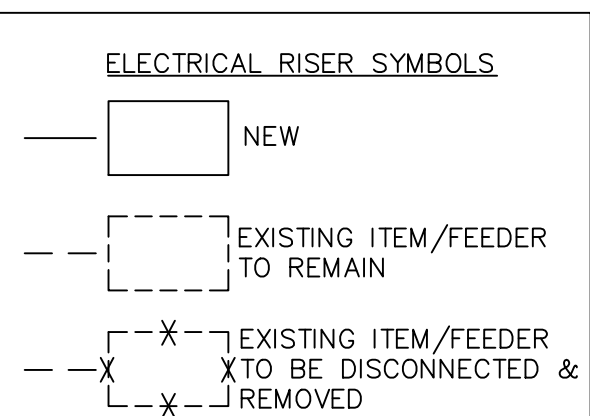 ELECTRICAL RISER SYMBOLS
NEW
EXISTING ITEM/FEEDER
TO REMAIN
EXISTING ITEM/FEEDER
TO BE DISCONNECTED &
REMOVED